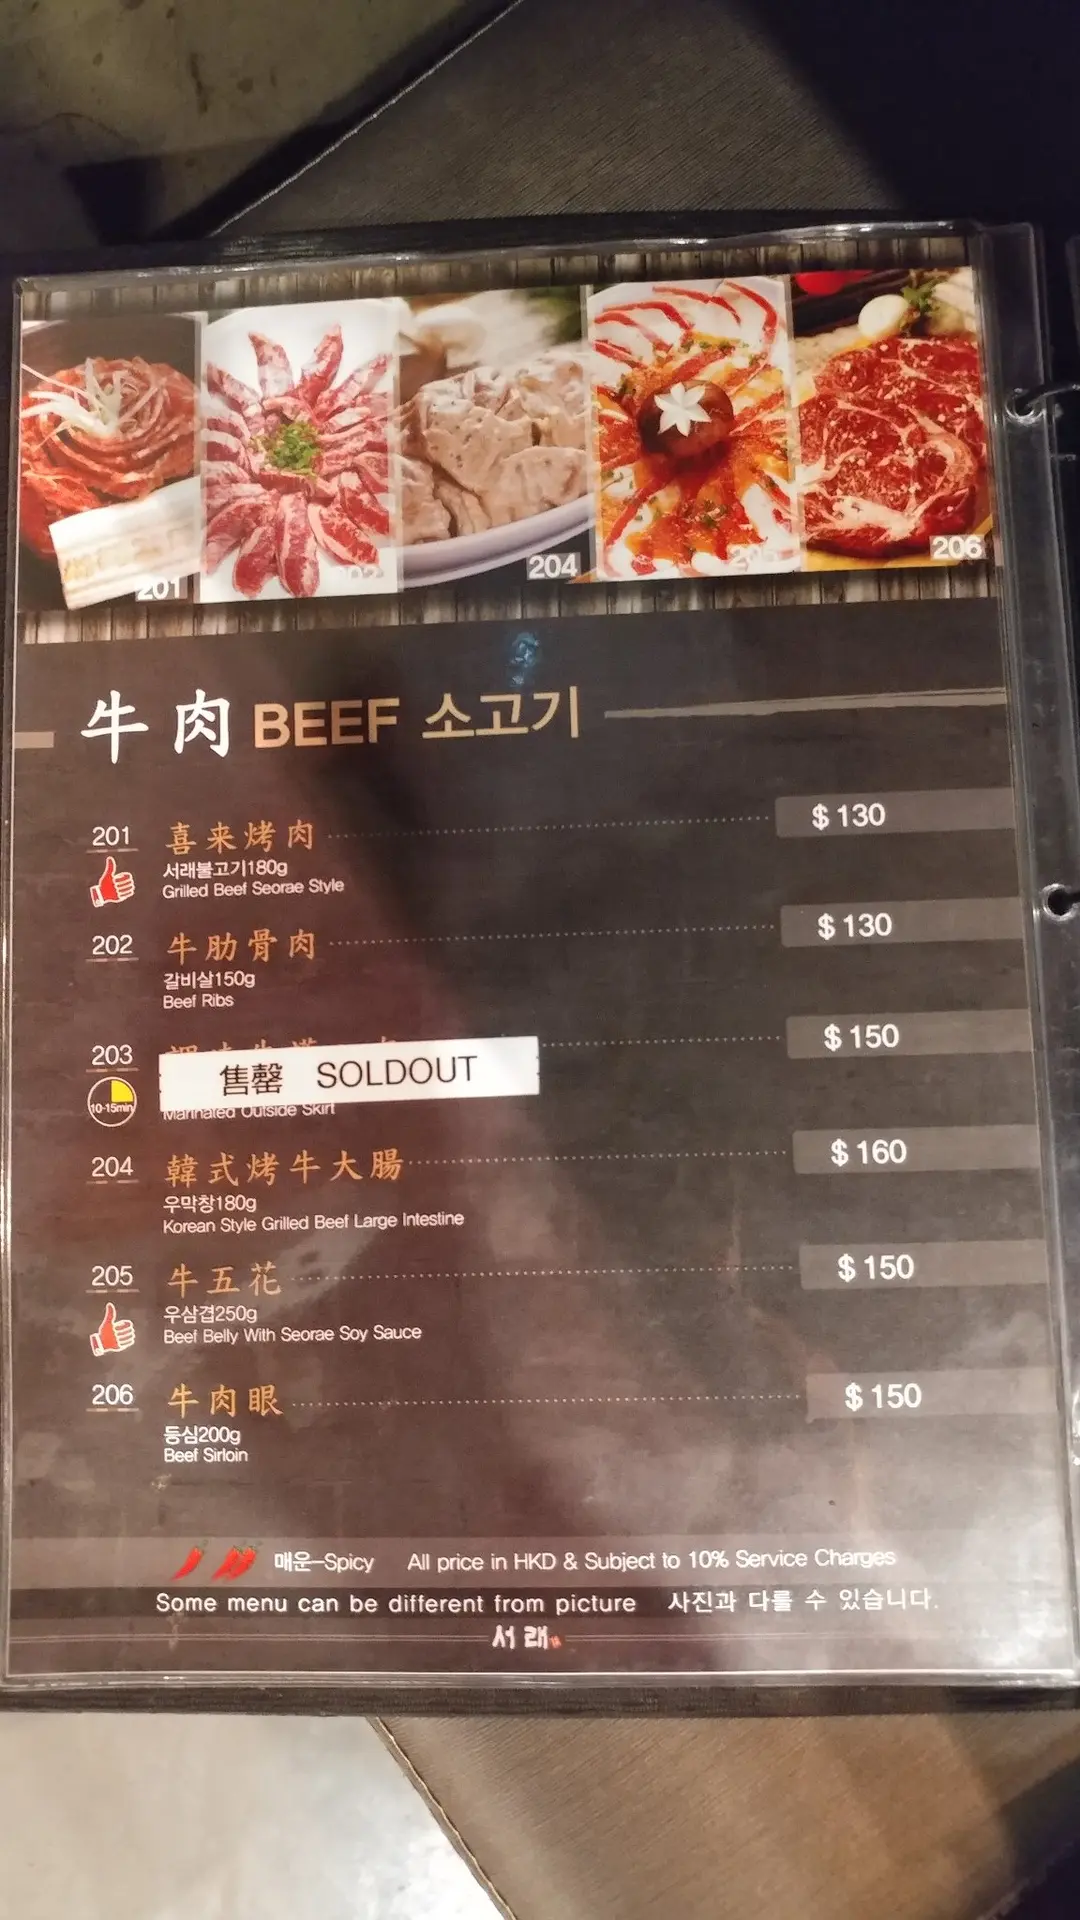 201
204
206
牛肉 BEEF 소고기
201 喜来烤肉 $130
서래불고기180g
Grilled Beef Seorae Style
202 牛肋骨肉 $130
갈비살150g
Beef Ribs
203 $150
售罄 SOLDOUT
10-15min
Marinated Outside Skirt
204 韓式烤牛大腸 $160
우막창180g
Korean Style Grilled Beef Large Intestine
205 牛五花 $150
우삼겹250g
Beef Belly With Seorae Soy Sauce
206 牛肉眼 $150
등심200g
Beef Sirloin
매운-Spicy All price in HKD & Subject to 10% Service Charges
Some menu can be different from picture 사진과 다를 수 있습니다.
서래